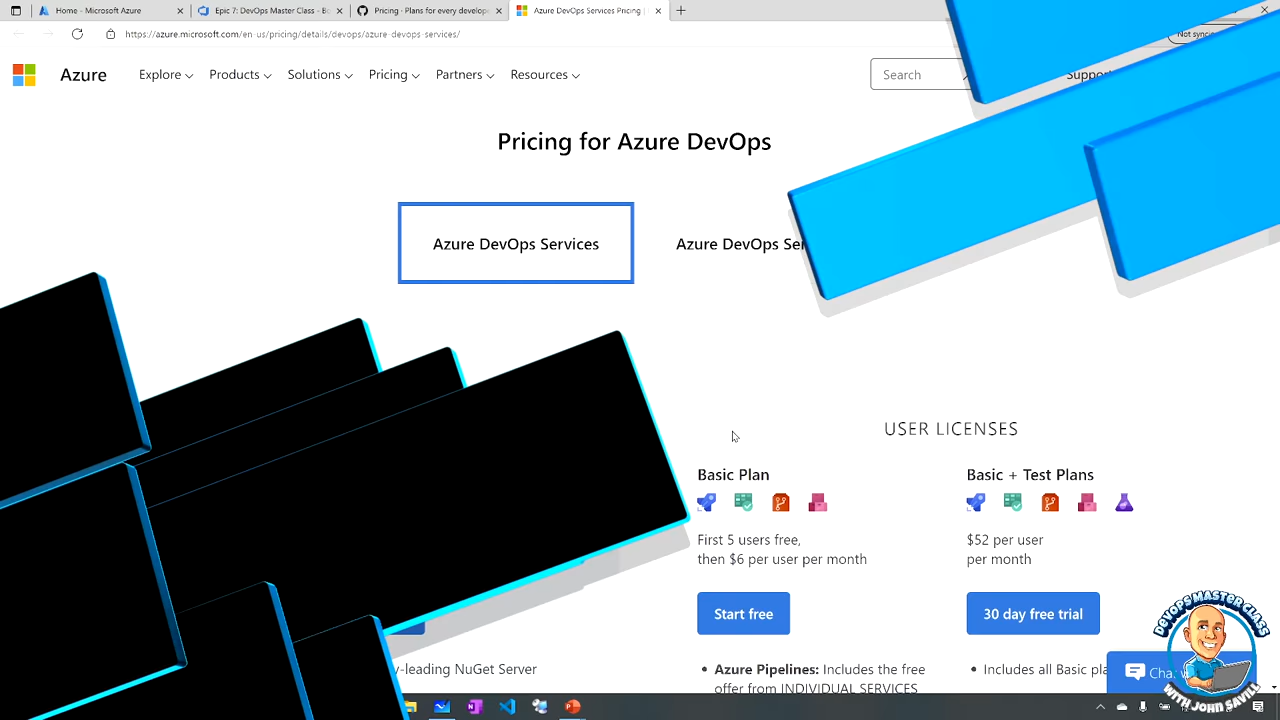 Home - Microsoft Azure
Epic 7: DevOps Master Class - Bo
Pricing · Plans for every develope
Azure DevOps Services Pricing |
https://azure.microsoft.com/en-us/pricing/details/devops/azure-devops-services/
Not syncin
Azure
Explore
Products
Solutions
Pricing
Partners
Resources
Search
Support
Pricing for Azure DevOps
Azure DevOps Services
Azure DevOps Ser
USER LICENSES
Basic Plan
First 5 users free,
then $6 per user per month
Start free
Azure Pipelines: Includes the free
offer from INDIVIDUAL SERVICES
Basic + Test Plans
$52 per user
per month
30 day free trial
Includes all Basic pla
y-leading NuGet Server
Chat w
DEVOPS MASTER CLASS
WITH JOHN SAVILL